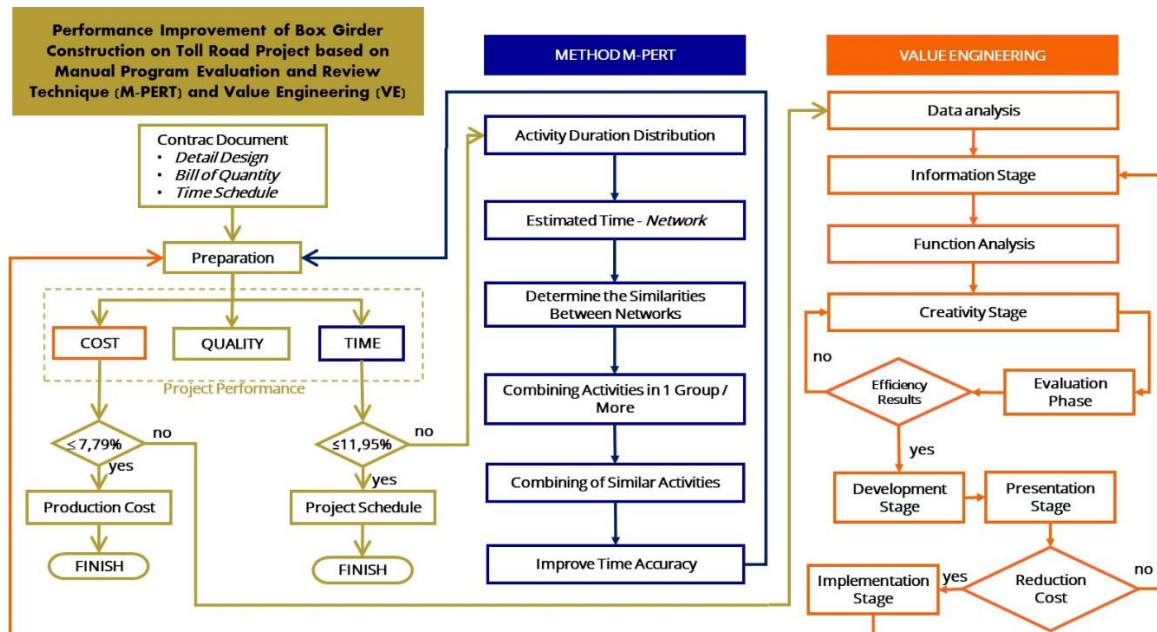 Performance Improvement of Box Girder
Construction on Toll Road Project based on
Manual Program Evaluation and Review
Technique (M-PERT) and Value Engineering (VE)
Contrac Document
• Detail Design
• Bill of Quantity
• Time Schedule
Preparation
COST
QUALITY
TIME
Project Performance
≤ 7,79%
no
yes
Production Cost
FINISH
≤11,95%
no
yes
Project Schedule
FINISH
METHOD M-PERT
Activity Duration Distribution
Estimated Time - Network
Determine the Similarities
Between Networks
Combining Activities in 1 Group /
More
Combining of Similar Activities
Improve Time Accuracy
VALUE ENGINEERING
Data analysis
Information Stage
Function Analysis
Creativity Stage
no
Efficiency
Results
Evaluation
Phase
yes
Development
Stage
Presentation
Stage
Implementation
Stage
yes
Reduction
Cost
no